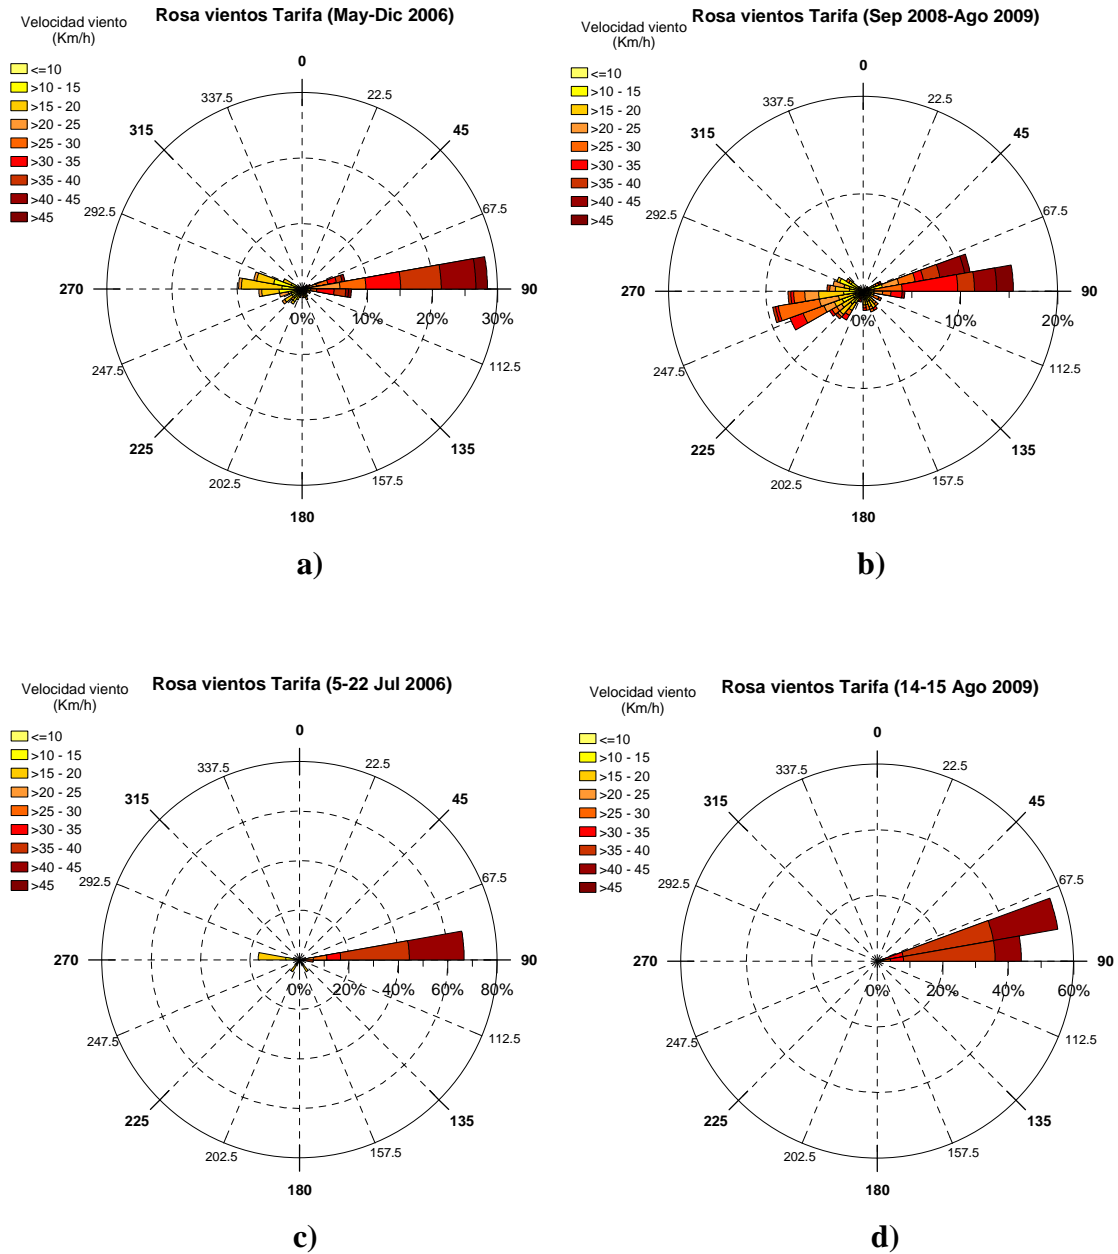 Velocidad viento
(Km/h)
Rosa vientos Tarifa (May-Dic 2006)
<=10
>10 - 15
>15 - 20
>20 - 25
>25 - 30
>30 - 35
>35 - 40
>40 - 45
>45
0
22.5
45
67.5
90
112.5
135
157.5
180
202.5
225
247.5
270
292.5
315
337.5
0%
10%
20%
30%
a)
Velocidad viento
(Km/h)
Rosa vientos Tarifa (Sep 2008-Ago 2009)
<=10
>10 - 15
>15 - 20
>20 - 25
>25 - 30
>30 - 35
>35 - 40
>40 - 45
>45
0
22.5
45
67.5
90
112.5
135
157.5
180
202.5
225
247.5
270
292.5
315
337.5
0%
10%
20%
b)
Velocidad viento
(Km/h)
Rosa vientos Tarifa (5-22 Jul 2006)
<=10
>10 - 15
>15 - 20
>20 - 25
>25 - 30
>30 - 35
>35 - 40
>40 - 45
>45
0
22.5
45
67.5
90
112.5
135
157.5
180
202.5
225
247.5
270
292.5
315
337.5
0%
20%
40%
60%
80%
c)
Velocidad viento
(Km/h)
Rosa vientos Tarifa (14-15 Ago 2009)
<=10
>10 - 15
>15 - 20
>20 - 25
>25 - 30
>30 - 35
>35 - 40
>40 - 45
>45
0
22.5
45
67.5
90
112.5
135
157.5
180
202.5
225
247.5
270
292.5
315
337.5
0%
20%
40%
60%
d)